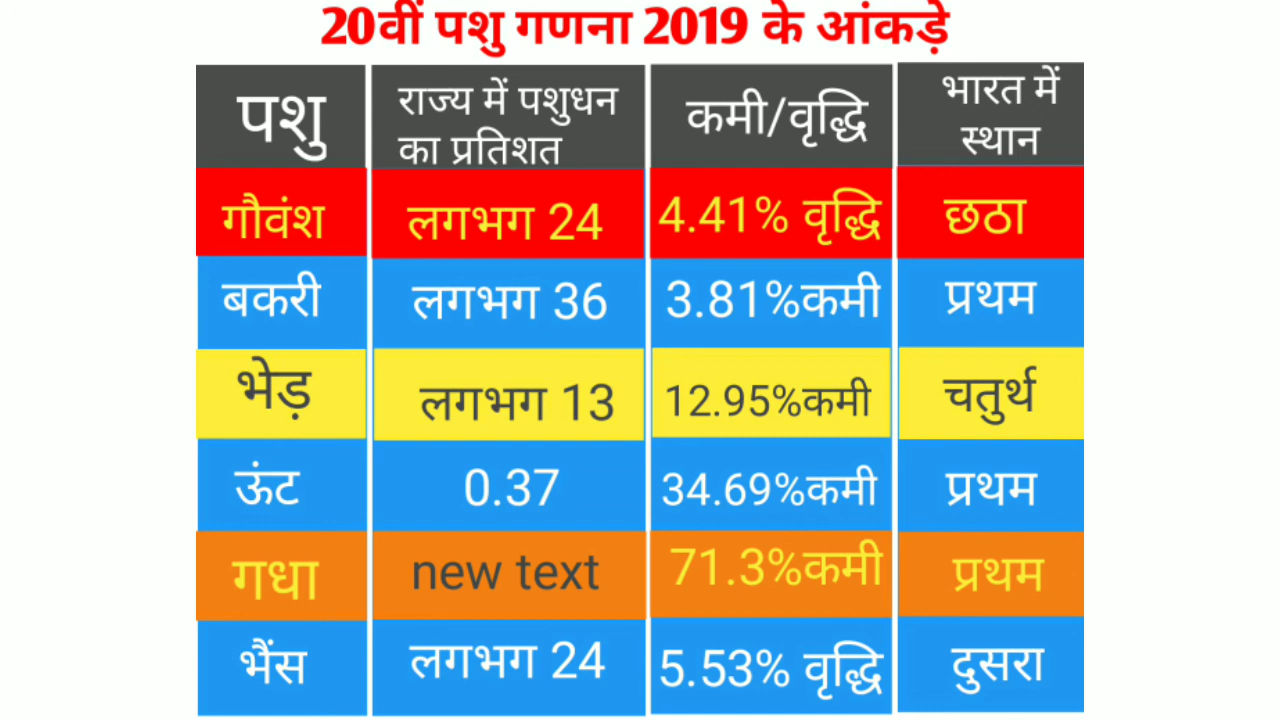 20वीं पशु गणना 2019 के आंकड़े
पशु राज्य में पशुधन का प्रतिशत कमी/वृद्धि भारत में स्थान
गौवंश लगभग 24 4.41% वृद्धि छठा
बकरी लगभग 36 3.81%कमी प्रथम
भेड़ लगभग 13 12.95%कमी चतुर्थ
ऊंट 0.37 34.69%कमी प्रथम
गधा new text 71.3%कमी प्रथम
भैंस लगभग 24 5.53% वृद्धि दुसरा